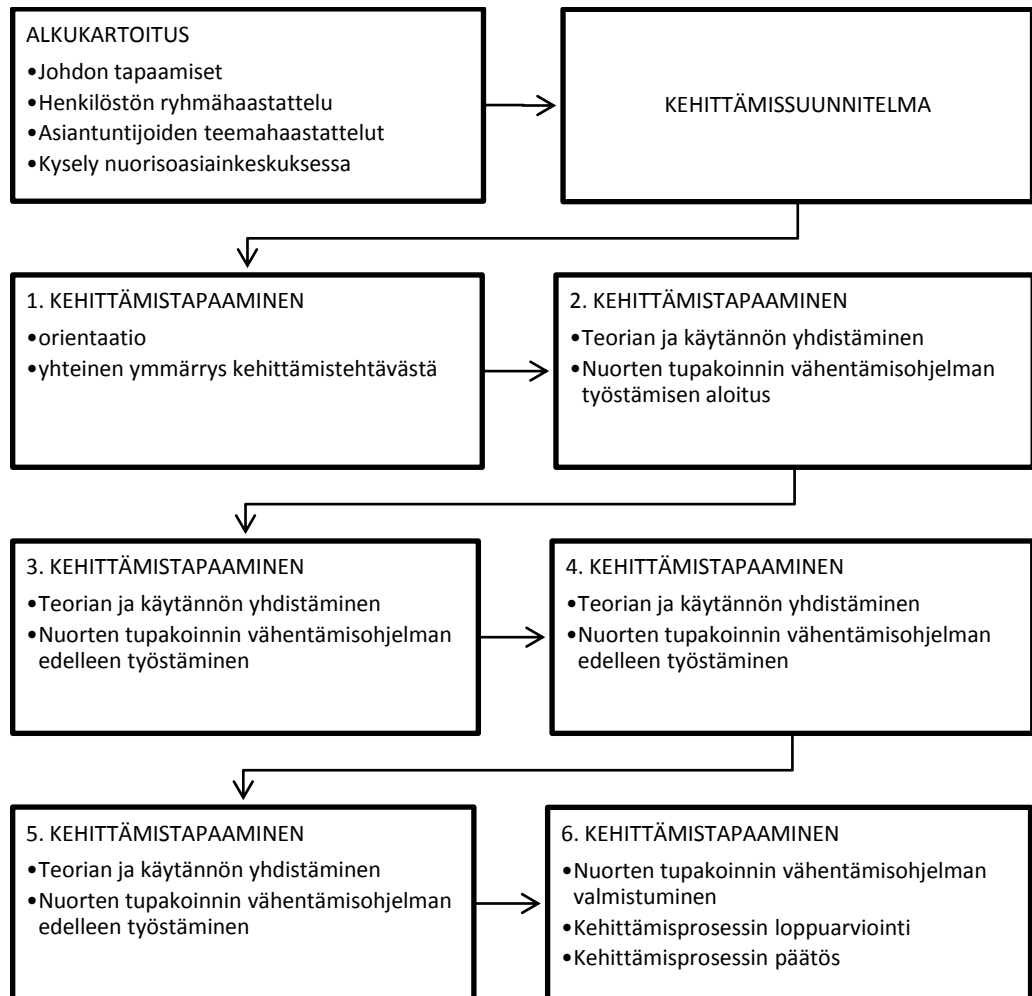 ALKUKARTOITUS
•Johdon tapaamiset
•Henkilöstön ryhmähaastattelu
•Asiantuntijoiden teemahaastattelut
•Kysely nuorisoasiainkeskuksessa
KEHITTÄMISSUUNNITELMA
1. KEHITTÄMISTAPAAMINEN
•orientaatio
•yhteinen ymmärrys kehittämistehtävästä
2. KEHITTÄMISTAPAAMINEN
•Teorian ja käytännön yhdistäminen
•Nuorten tupakoinnin vähentämisohjelman
työstämisen aloitus
3. KEHITTÄMISTAPAAMINEN
•Teorian ja käytännön yhdistäminen
•Nuorten tupakoinnin vähentämisohjelman
edelleen työstäminen
4. KEHITTÄMISTAPAAMINEN
•Teorian ja käytännön yhdistäminen
•Nuorten tupakoinnin vähentämisohjelman
edelleen työstäminen
5. KEHITTÄMISTAPAAMINEN
•Teorian ja käytännön yhdistäminen
•Nuorten tupakoinnin vähentämisohjelman
edelleen työstäminen
6. KEHITTÄMISTAPAAMINEN
•Nuorten tupakoinnin vähentämisohjelman
valmistuminen
•Kehittämisprosessin loppuarviointi
•Kehittämisprosessin päätös